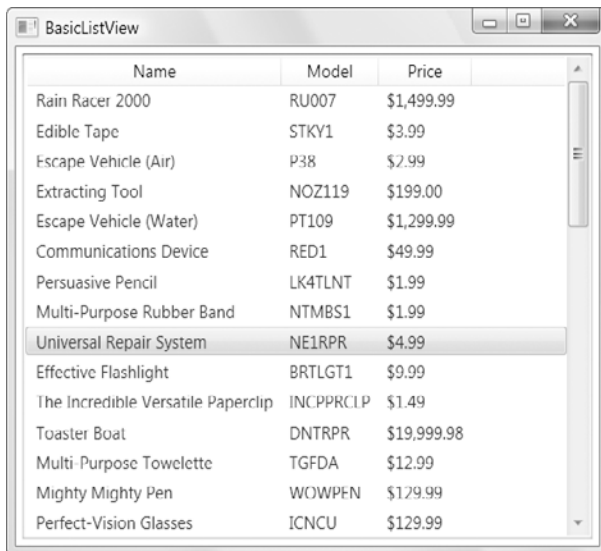 BasicListView
Name Model Price
Rain Racer 2000 RU007 $1,499.99
Edible Tape STKY1 $3.99
Escape Vehicle (Air) P38 $2.99
Extracting Tool NOZ119 $199.00
Escape Vehicle (Water) PT109 $1,299.99
Communications Device RED1 $49.99
Persuasive Pencil LK4TLNT $1.99
Multi-Purpose Rubber Band NTMBS1 $1.99
Universal Repair System NE1RPR $4.99
Effective Flashlight BRTLGT1 $9.99
The Incredible Versatile Paperclip INCPPRCLP $1.49
Toaster Boat DNTRPR $19,999.98
Multi-Purpose Towelette TGFDA $12.99
Mighty Mighty Pen WOWPEN $129.99
Perfect-Vision Glasses ICNCU $129.99